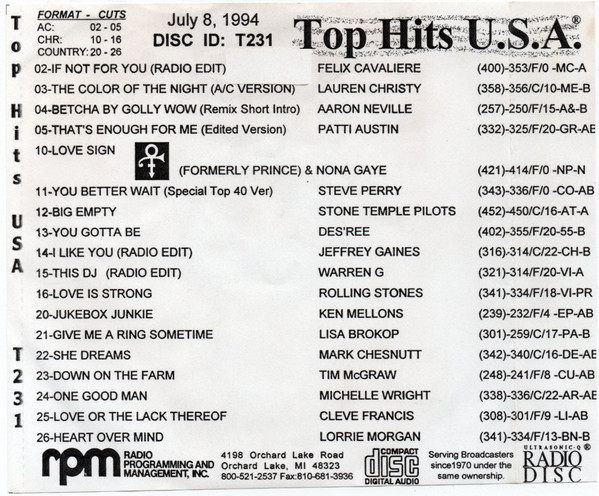 Top Hits USA T231
FORMAT - CUTS
AC: 02 - 05
CHR: 10 - 16
COUNTRY: 20 - 26
July 8, 1994
DISC ID: T231
Top Hits U.S.A.®
02-IF NOT FOR YOU (RADIO EDIT) FELIX CAVALIERE (400)-353/F/0 -MC-A
03-THE COLOR OF THE NIGHT (A/C VERSION) LAUREN CHRISTY (358)-356/C/10-ME-B
04-BETCHA BY GOLLY WOW (Remix Short Intro) AARON NEVILLE (257)-250/F/15-A&-B
05-THAT'S ENOUGH FOR ME (Edited Version) PATTI AUSTIN (332)-325/F/20-GR-AE
10-LOVE SIGN
(FORMERLY PRINCE) & NONA GAYE (421)-414/F/0 -NP-N
11-YOU BETTER WAIT (Special Top 40 Ver) STEVE PERRY (343)-336/F/0 -CO-AB
12-BIG EMPTY STONE TEMPLE PILOTS (452)-450/C/16-AT-A
13-YOU GOTTA BE DES'REE (402)-355/F/20-55-B
14-I LIKE YOU (RADIO EDIT) JEFFREY GAINES (316)-314/C/22-CH-B
15-THIS DJ (RADIO EDIT) WARREN G (321)-314/F/20-VI-A
16-LOVE IS STRONG ROLLING STONES (341)-334/F/18-VI-PR
20-JUKEBOX JUNKIE KEN MELLONS (239)-232/F/4 -EP-AB
21-GIVE ME A RING SOMETIME LISA BROKOP (301)-259/C/17-PA-B
22-SHE DREAMS MARK CHESNUTT (342)-340/C/16-DE-AE
23-DOWN ON THE FARM TIM McGRAW (248)-241/F/8 -CU-AB
24-ONE GOOD MAN MICHELLE WRIGHT (338)-336/C/22-AR-AE
25-LOVE OR THE LACK THEREOF CLEVE FRANCIS (308)-301/F/9 -LI-AB
26-HEART OVER MIND LORRIE MORGAN (341)-334/F/13-BN-B
rpm RADIO PROGRAMMING AND MANAGEMENT, INC.
4198 Orchard Lake Road
Orchard Lake, MI 48323
800-521-2537 Fax:810-681-3936
COMPACT disc DIGITAL AUDIO
Serving Broadcasters
since1970 under the
same ownership.
ULTRASONIC-Q®
RADIO
DISC